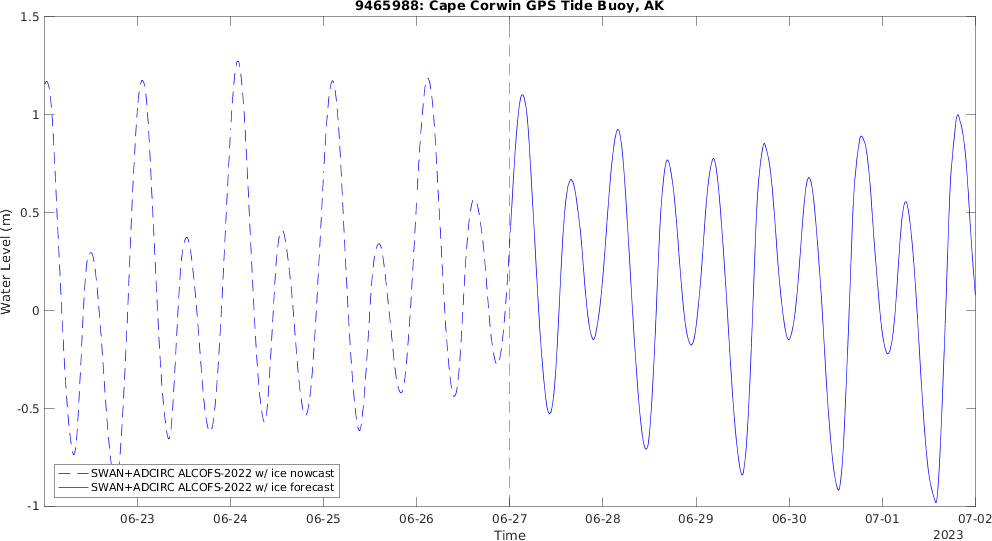 9465988: Cape Corwin GPS Tide Buoy, AK
1.5
1
0.5
0
-0.5
-1
Water Level (m)
SWAN+ADCIRC ALCOFS-2022 w/ ice nowcast
SWAN+ADCIRC ALCOFS-2022 w/ ice forecast
06-23 06-24 06-25 06-26 06-27 06-28 06-29 06-30 07-01 07-02
Time
2023